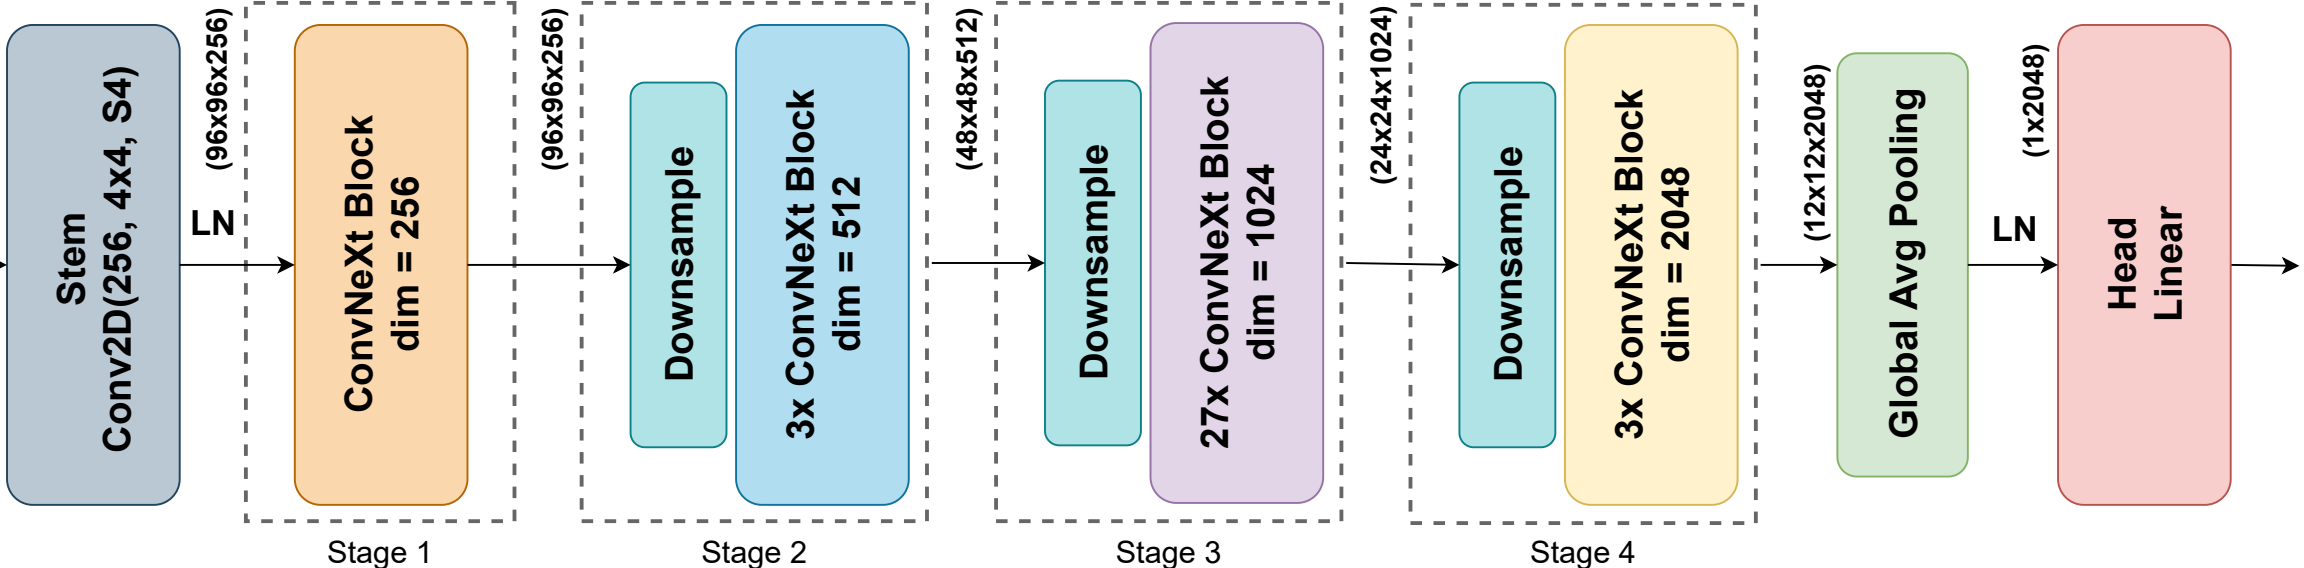 Stem
Conv2D(256, 4x4, S4)
(96x96x256)
LN
ConvNeXt Block
dim = 256
Stage 1
(96x96x256)
Downsample
3x ConvNeXt Block
dim = 512
Stage 2
(48x48x512)
Downsample
27x ConvNeXt Block
dim = 1024
Stage 3
(24x24x1024)
Downsample
3x ConvNeXt Block
dim = 2048
Stage 4
(12x12x2048)
Global Avg Pooling
(1x2048)
LN
Head
Linear